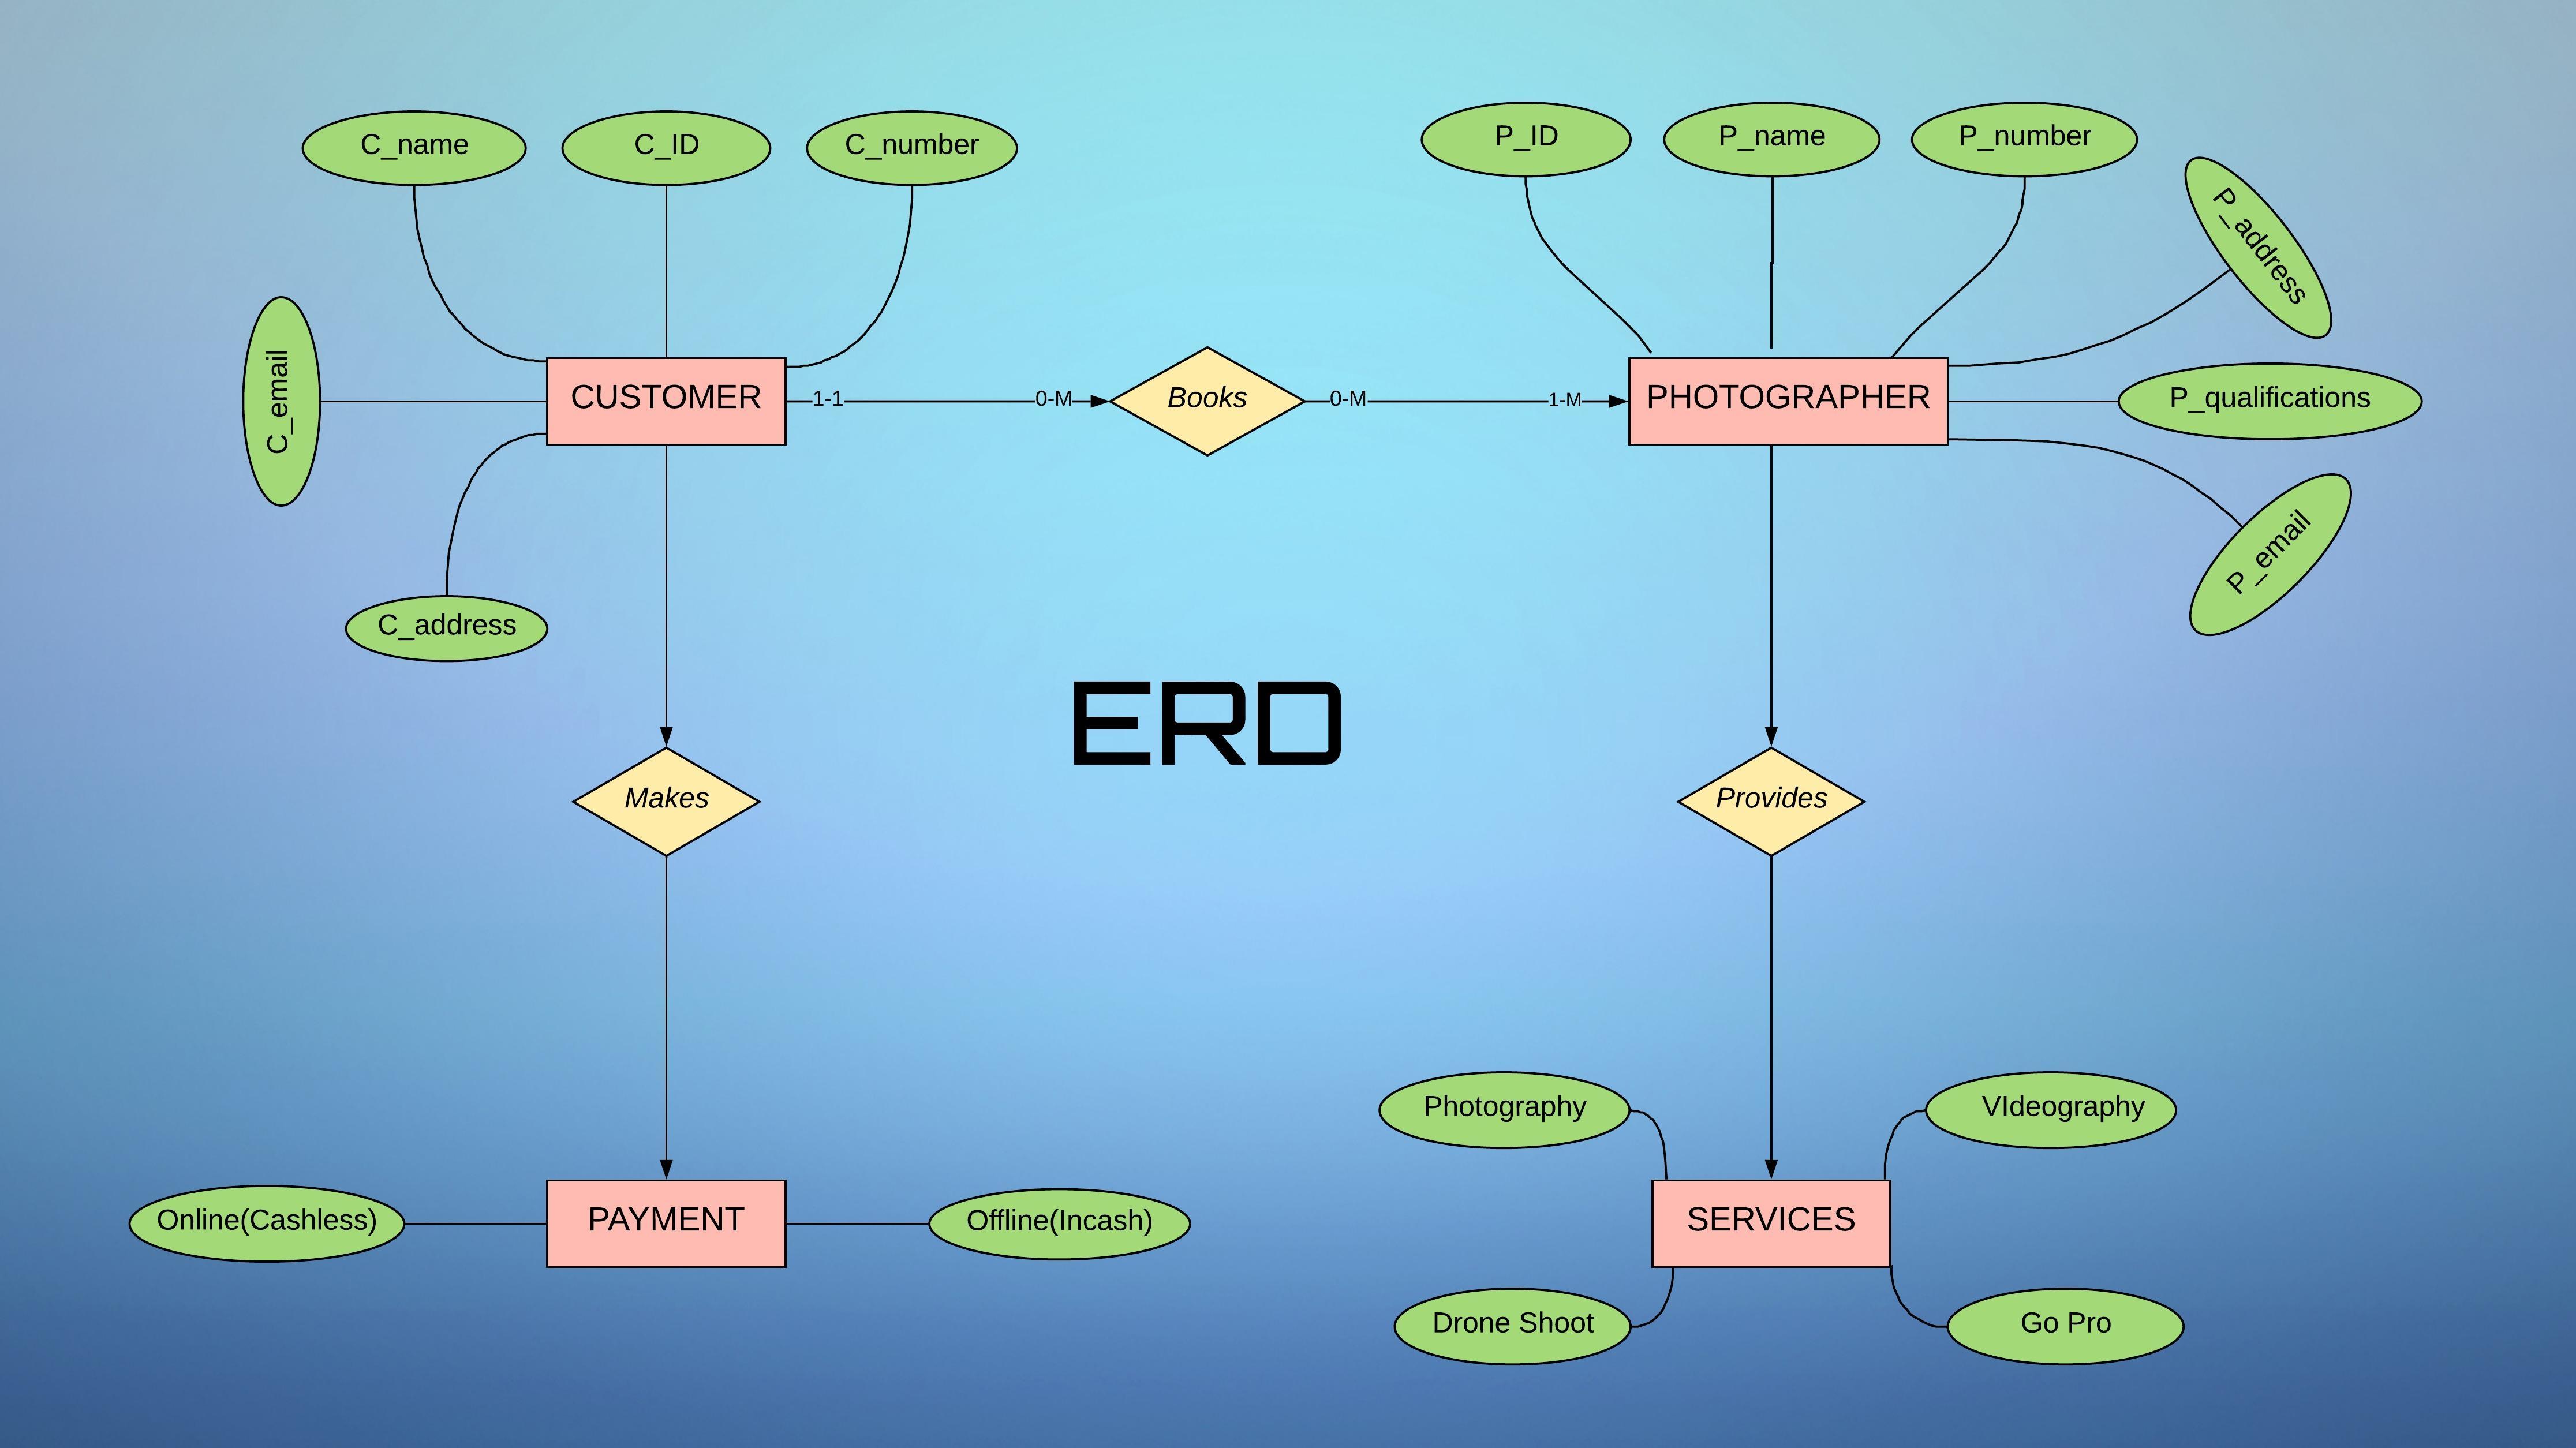 C_name
C_ID
C_number
P_ID
P_name
P_number
P_address
C_email
CUSTOMER
1-1
0-M
Books
0-M
1-M
PHOTOGRAPHER
P_qualifications
P_email
C_address
ERD
Makes
Provides
Photography
VIdeography
Online(Cashless)
PAYMENT
Offline(Incash)
SERVICES
Drone Shoot
Go Pro